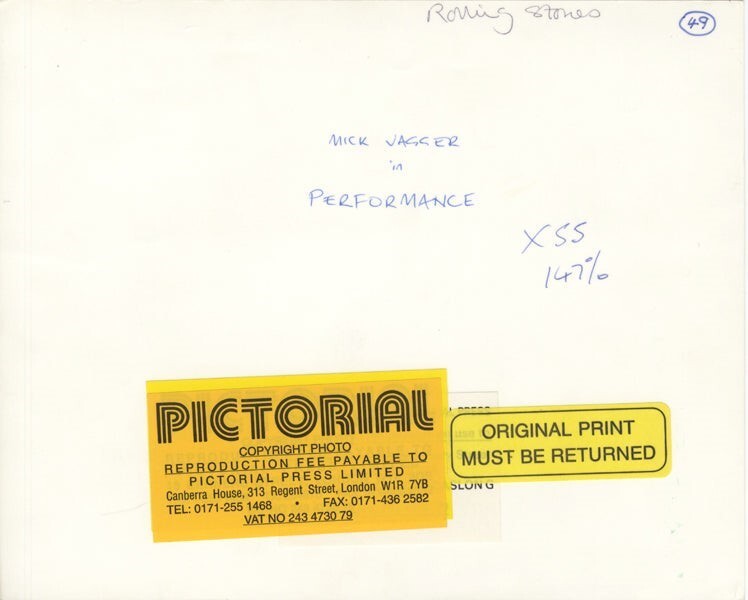 Rolling Stones
49
MICK JAGGER
in
PERFORMANCE
X55
147%
PICTORIAL
COPYRIGHT PHOTO
REPRODUCTION FEE PAYABLE TO
PICTORIAL PRESS LIMITED
Canberra House, 313 Regent Street, London W1R 7YB
TEL: 0171-255 1468 • FAX: 0171-436 2582
VAT NO 243 4730 79
ORIGINAL PRINT
MUST BE RETURNED